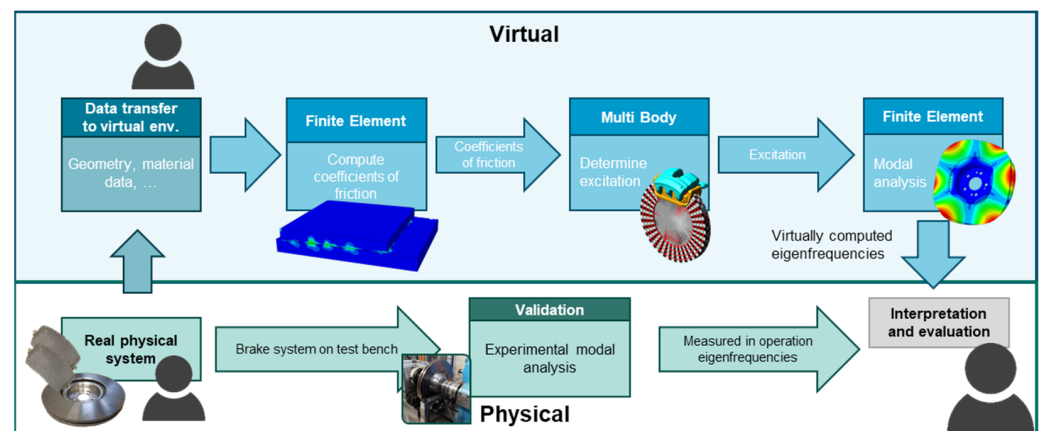 Virtual
Data transfer
to virtual env.
Geometry, material
data, …
Finite Element
Compute
coefficients of
friction
Coefficients
of friction
Multi Body
Determine
excitation
Excitation
Finite Element
Modal
analysis
Virtually computed
eigenfrequencies
Real physical
system
Brake system on test bench
Validation
Experimental modal
analysis
Measured in operation
eigenfrequencies
Interpretation
and evaluation
Physical